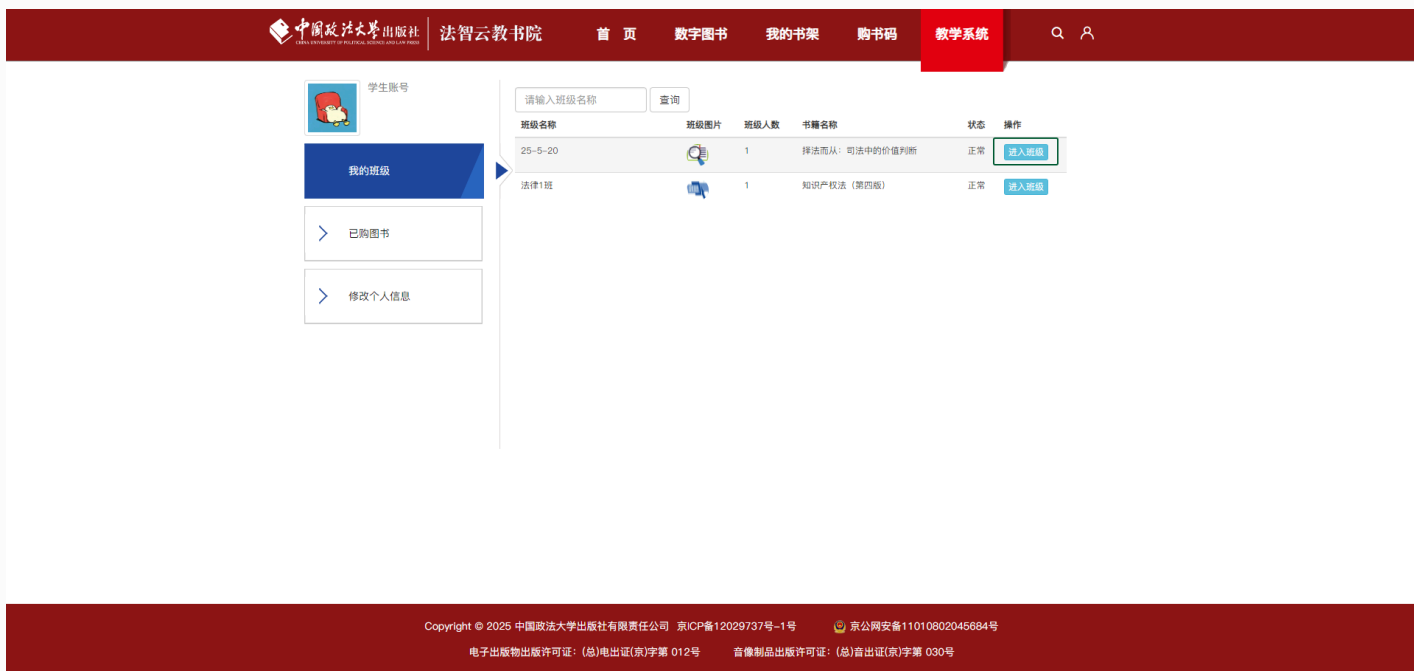 中国政法大学出版社 法智云教书院 首 页 数字图书 我的书架 购书码 教学系统
CHINA UNIVERSITY OF POLITICAL SCIENCE AND LAW PRESS
学生账号
我的班级
已购图书
修改个人信息
请输入班级名称 查询
班级名称 班级图片 班级人数 书籍名称 状态 操作
25-5-20 1 择法而从：司法中的价值判断 正常 进入班级
法律1班 1 知识产权法（第四版） 正常 进入班级
Copyright © 2025 中国政法大学出版社有限责任公司 京ICP备12029737号-1号 京公网安备11010802045684号
电子出版物出版许可证：(总)电出证(京)字第 012号 音像制品出版许可证：(总)音出证(京)字第 030号